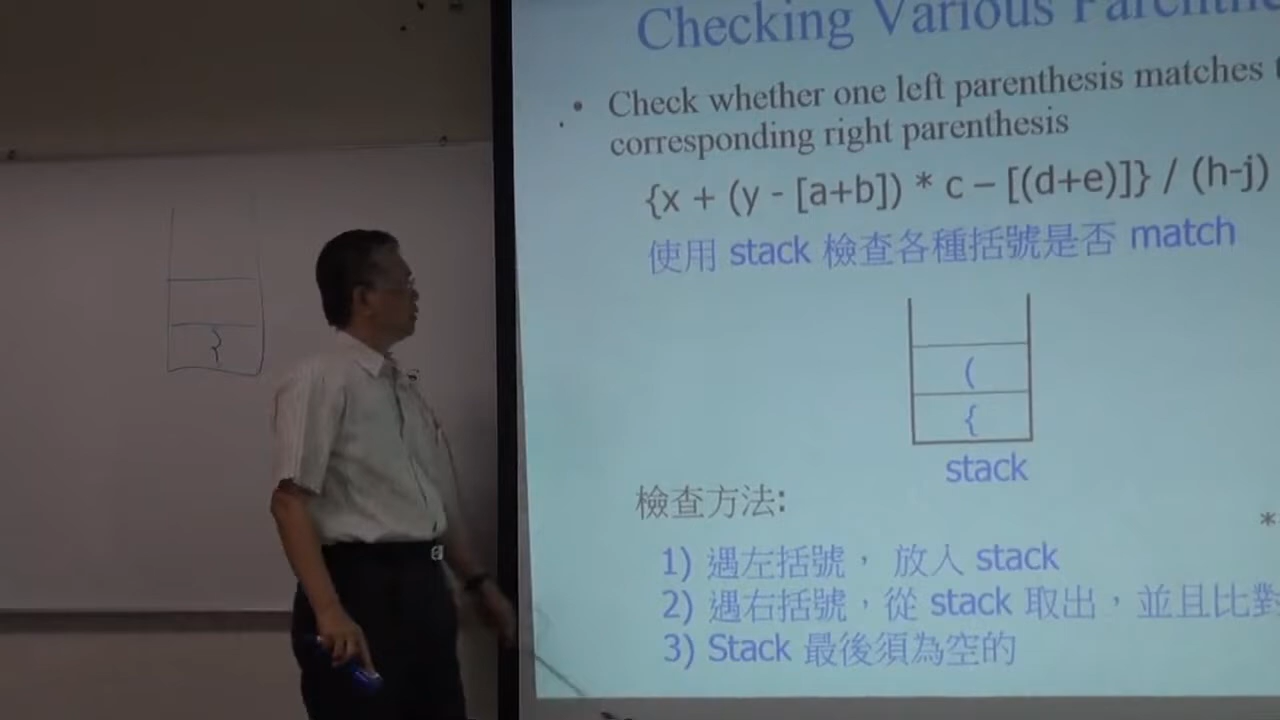 Checking Various
• Check whether one left parenthesis matches
corresponding right parenthesis
{x + (y - [a+b]) * c – [(d+e)]} / (h-j)
使用 stack 檢查各種括號是否 match
(
{
stack
}
檢查方法:
*
1) 遇左括號， 放入 stack
2) 遇右括號，從 stack 取出，並且比對
3) Stack 最後須為空的